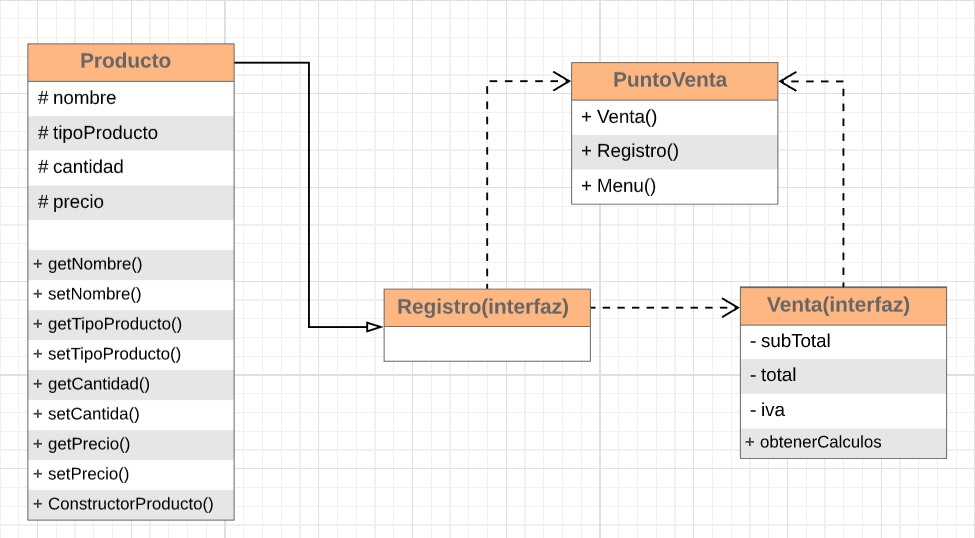 Producto
# nombre
# tipoProducto
# cantidad
# precio
+ getNombre()
+ setNombre()
+ getTipoProducto()
+ setTipoProducto()
+ getCantidad()
+ setCantida()
+ getPrecio()
+ setPrecio()
+ ConstructorProducto()
PuntoVenta
+ Venta()
+ Registro()
+ Menu()
Registro(interfaz)
Venta(interfaz)
- subTotal
- total
- iva
+ obtenerCalculos